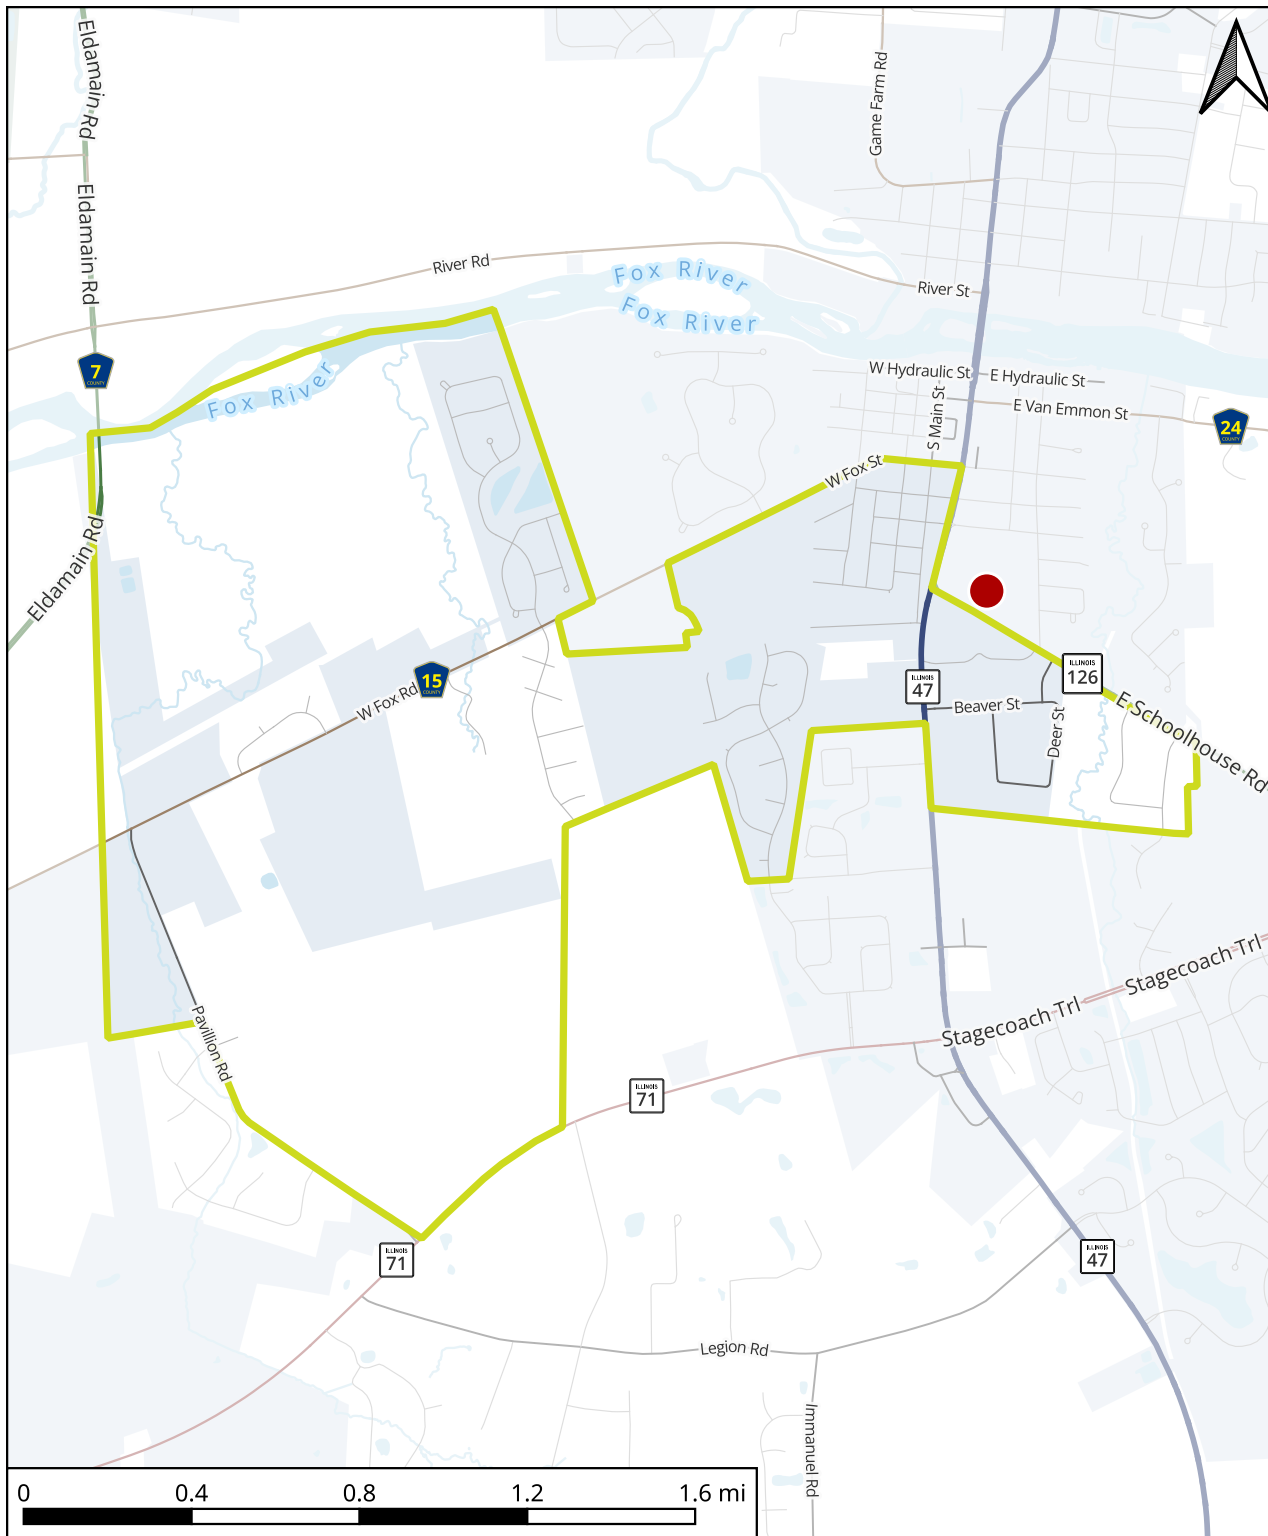 Eldamain Rd
Game Farm Rd
Eldamain Rd
River Rd
Fox River
Fox River
River St
7
COUNTY
Fox River
W Hydraulic St
E Hydraulic St
S Main St
E Van Emmon St
24
COUNTY
W Fox St
Eldamain Rd
ILLINOIS
126
15
COUNTY
W Fox Rd
ILLINOIS
47
Beaver St
Deer St
E Schoolhouse Rd
Stagecoach Trl
Stagecoach Trl
Pavillion Rd
ILLINOIS
71
ILLINOIS
71
ILLINOIS
47
Legion Rd
Immanuel Rd
0 0.4 0.8 1.2 1.6 mi